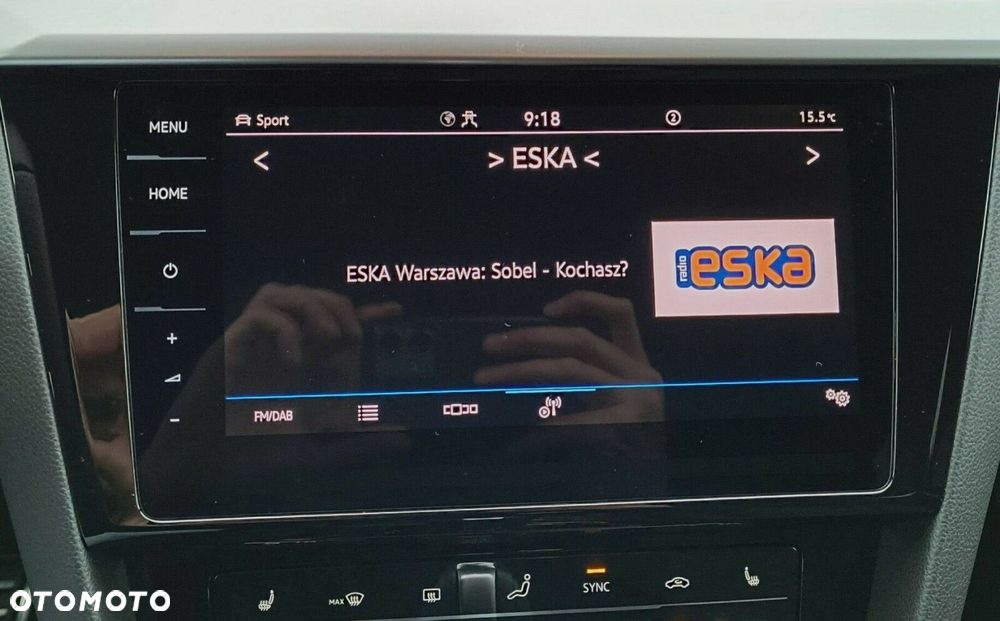 MENU
Sport
9:18
2
15.5°C
HOME
< > ESKA < >
ESKA Warszawa: Sobel - Kochasz?
radio eska
+
-
FM/DAB
MAX
SYNC
OTOMOTO